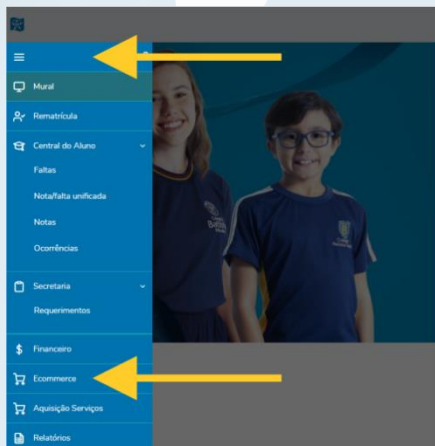 Mural
Rematrícula
Central do Aluno
Faltas
Nota/falta unificada
Notas
Ocorrências
Secretaria
Requerimentos
Financeiro
Ecommerce
Aquisição Serviços
Relatórios